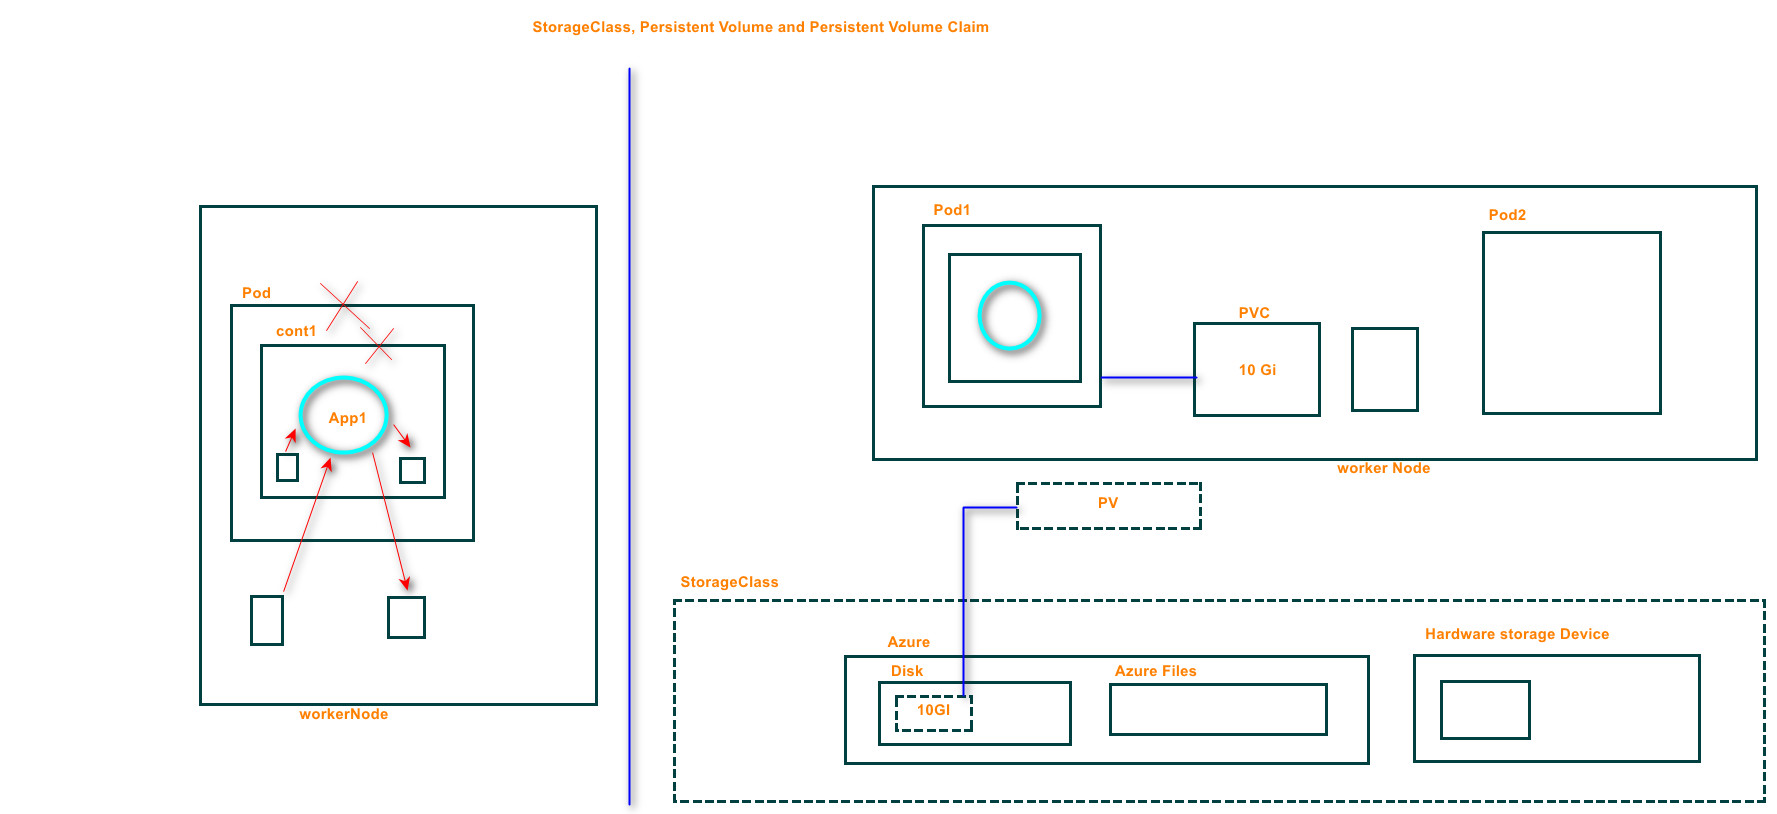 StorageClass, Persistent Volume and Persistent Volume Claim
Pod
cont1
App1
workerNode
Pod1
Pod2
PVC
10 Gi
worker Node
PV
StorageClass
Azure
Disk
10GI
Azure Files
Hardware storage Device